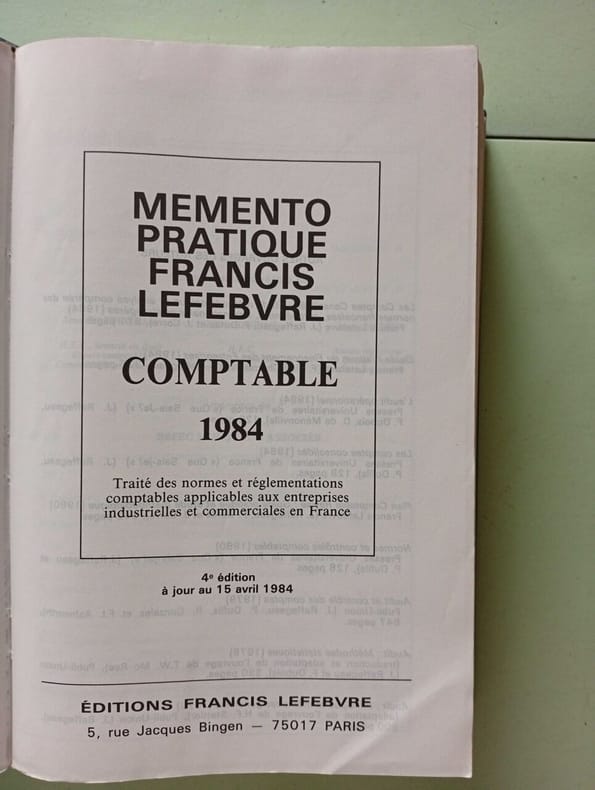 MEMENTO
PRATIQUE
FRANCIS
LEFEBVRE
COMPTABLE
1984
Traité des normes et réglementations
comptables applicables aux entreprises
industrielles et commerciales en France
4e édition
à jour au 15 avril 1984
ÉDITIONS FRANCIS LEFEBVRE
5, rue Jacques Bingen — 75017 PARIS